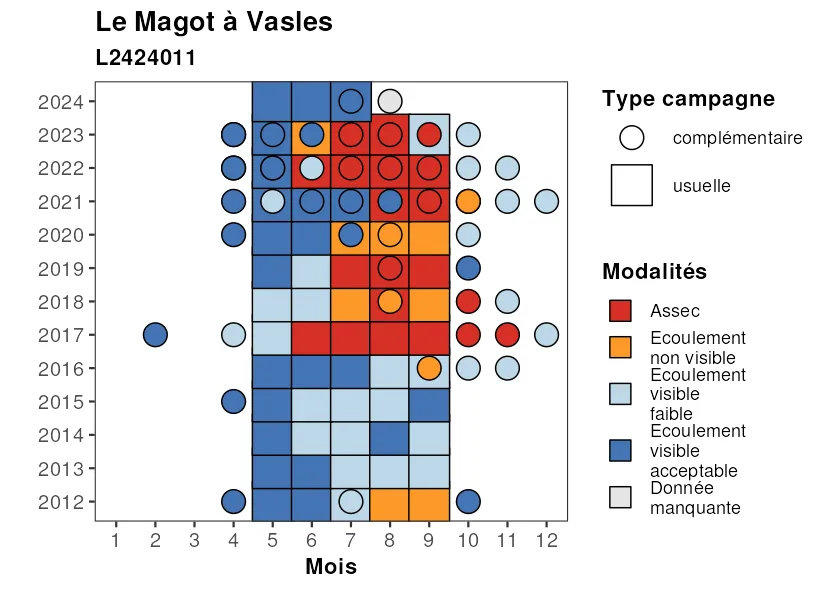 Le Magot à Vasles
L2424011
2024
2023
2022
2021
2020
2019
2018
2017
2016
2015
2014
2013
2012
1 2 3 4 5 6 7 8 9 10 11 12
Mois
Type campagne
complémentaire
usuelle
Modalités
Assec
Ecoulement
non visible
Ecoulement
visible
faible
Ecoulement
visible
acceptable
Donnée
manquante